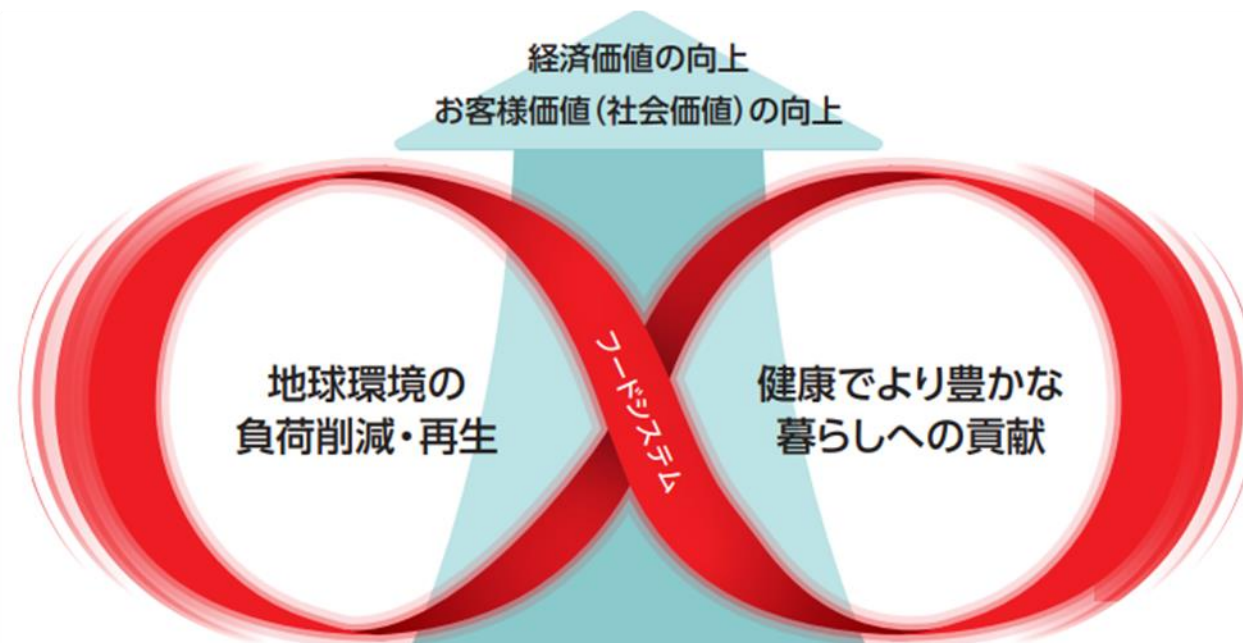 経済価値の向上
お客様価値(社会価値)の向上
地球環境の
負荷削減・再生
フードシステム
健康でより豊かな
暮らしへの貢献